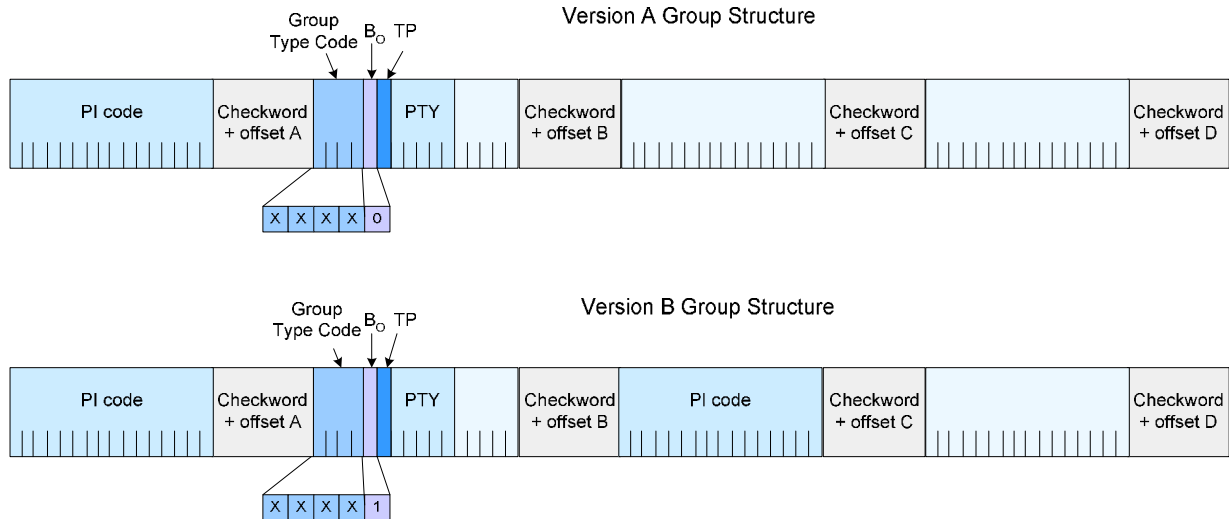 Version A Group Structure
Group
Type Code
B₀
TP
PI code
Checkword
+ offset A
PTY
Checkword
+ offset B
Checkword
+ offset C
Checkword
+ offset D
X X X X 0
Version B Group Structure
Group
Type Code
B₀
TP
PI code
Checkword
+ offset A
PTY
Checkword
+ offset B
PI code
Checkword
+ offset C
Checkword
+ offset D
X X X X 1